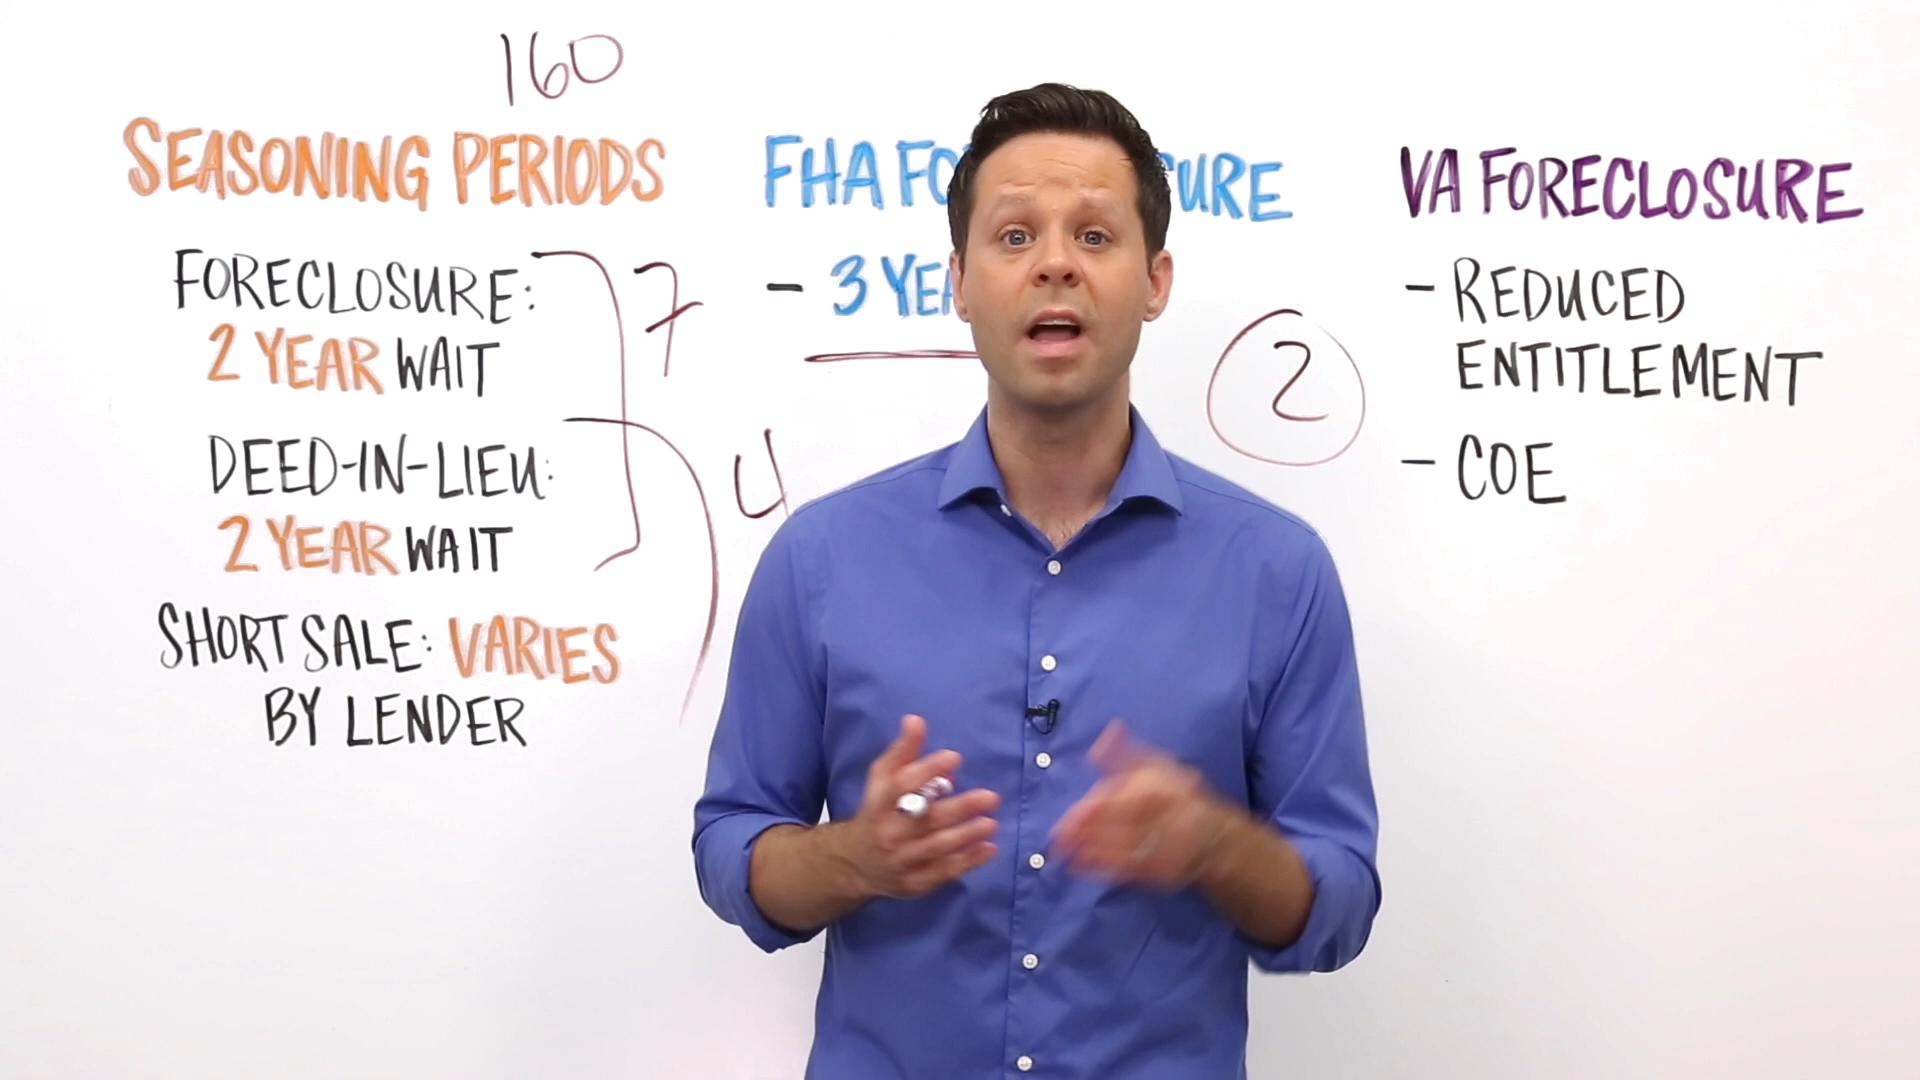 160
SEASONING PERIODS
FORECLOSURE:
2 YEAR WAIT
7
DEED-IN-LIEU:
2 YEAR WAIT
4
SHORT SALE: VARIES
BY LENDER
FHA
- 3
2
VA FORECLOSURE
- REDUCED
ENTITLEMENT
- COE